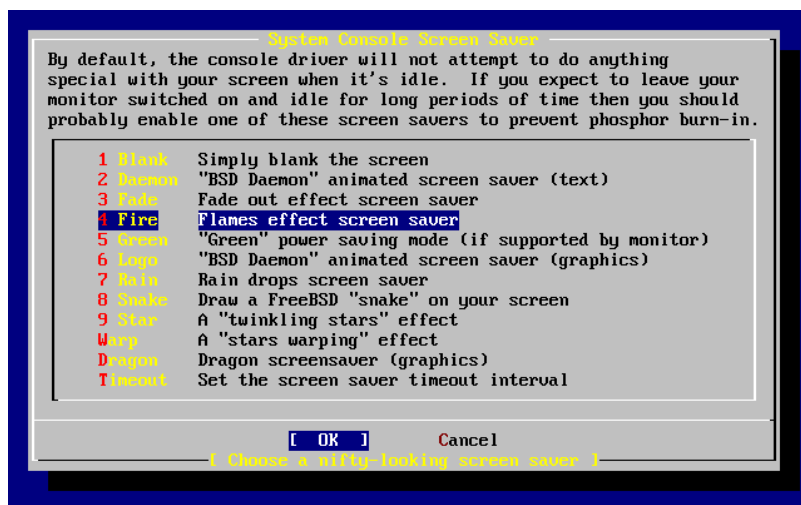 System Console Screen Saver
By default, the console driver will not attempt to do anything
special with your screen when it's idle.  If you expect to leave your
monitor switched on and idle for long periods of time then you should
probably enable one of these screen savers to prevent phosphor burn-in.
1 Blank    Simply blank the screen
2 Daemon   "BSD Daemon" animated screen saver (text)
3 Fade     Fade out effect screen saver
4 Fire     Flames effect screen saver
5 Green    "Green" power saving mode (if supported by monitor)
6 Logo     "BSD Daemon" animated screen saver (graphics)
7 Rain     Rain drops screen saver
8 Snake    Draw a FreeBSD "snake" on your screen
9 Star     A "twinkling stars" effect
Warp       A "stars warping" effect
Dragon     Dragon screensaver (graphics)
Timeout    Set the screen saver timeout interval
[  OK  ]       Cancel
[ Choose a nifty-looking screen saver ]